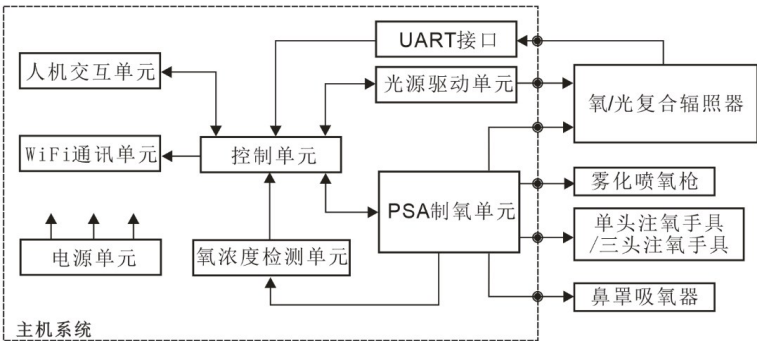 UART接口
人机交互单元
光源驱动单元
氧/光复合辐照器
WiFi通讯单元
控制单元
PSA制氧单元
雾化喷氧枪
单头注氧手具
/三头注氧手具
电源单元
氧浓度检测单元
鼻罩吸氧器
主机系统